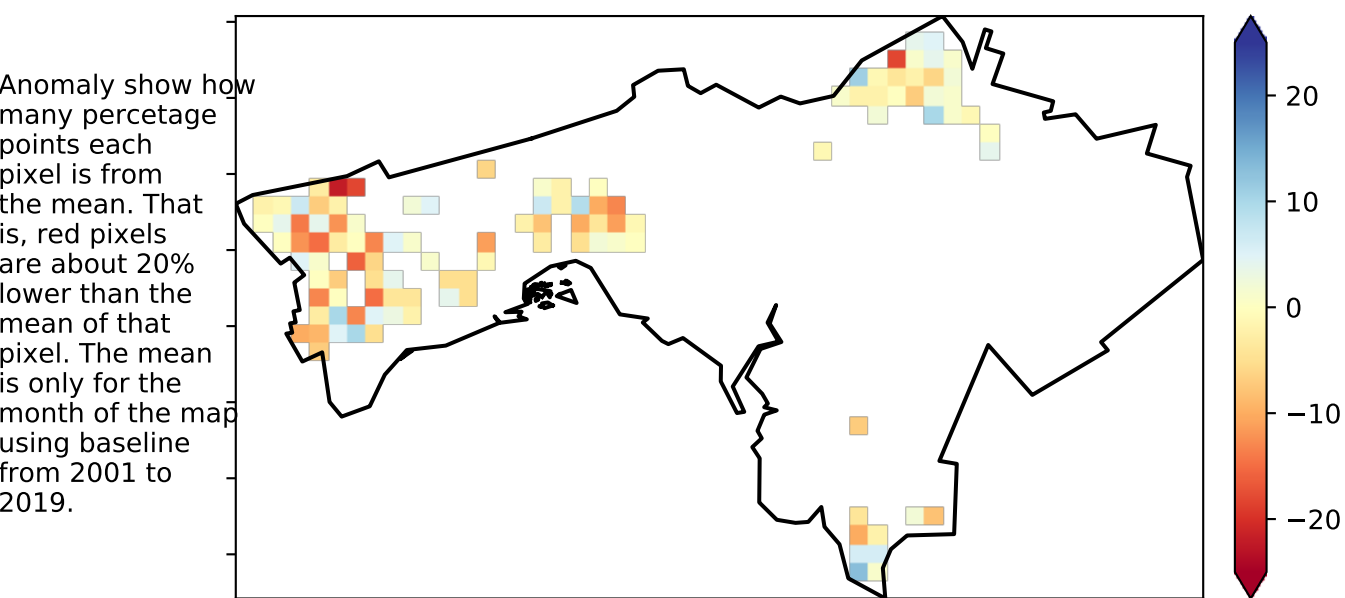 Anomaly show how
many percetage
points each
pixel is from
the mean. That
is, red pixels
are about 20%
lower than the
mean of that
pixel. The mean
is only for the
month of the map
using baseline
from 2001 to
2019.
20
10
0
−10
−20